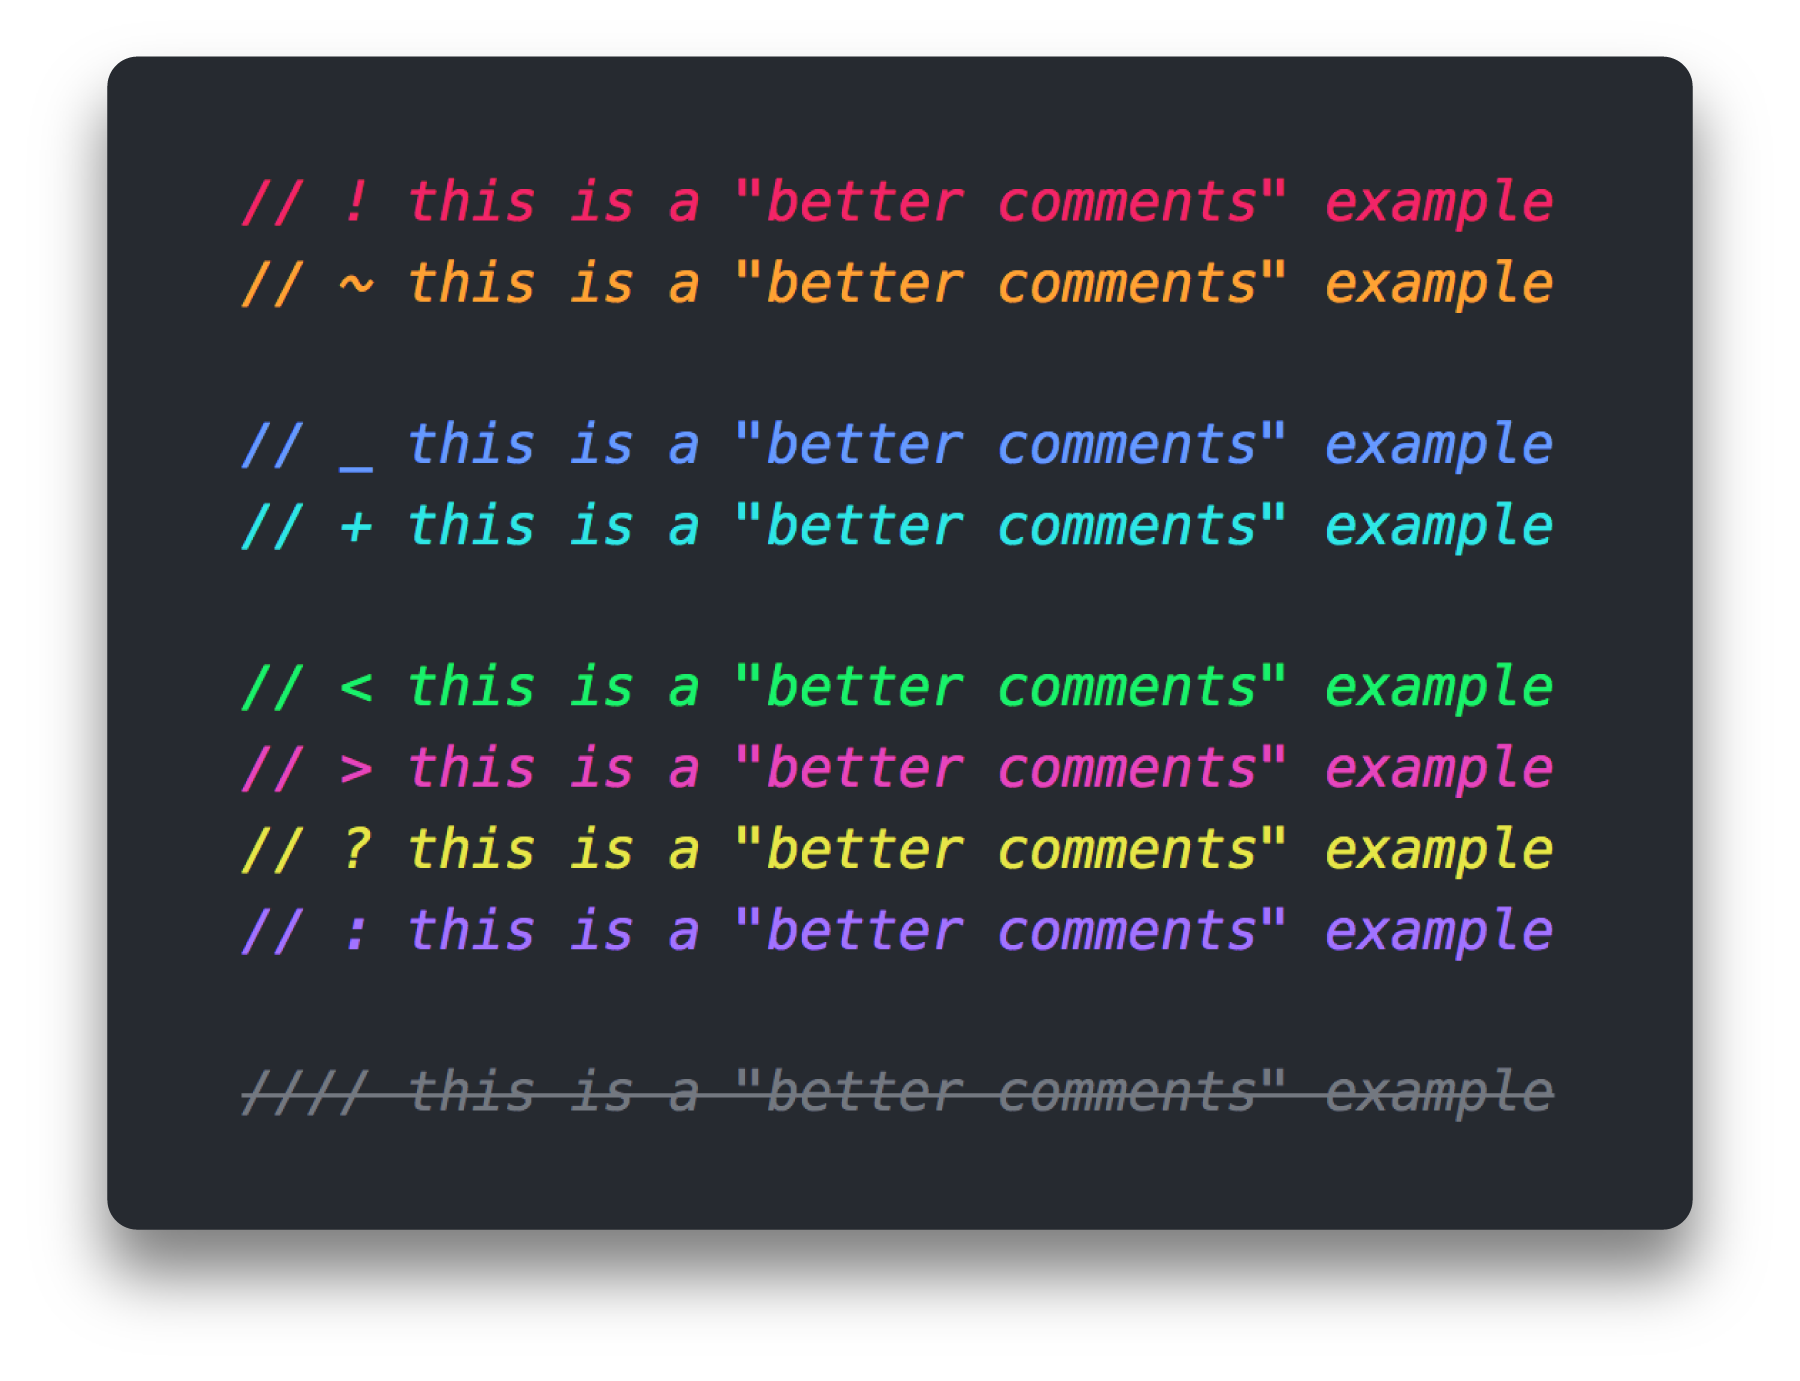 // ! this is a "better comments" example
// ~ this is a "better comments" example
// _ this is a "better comments" example
// + this is a "better comments" example
// < this is a "better comments" example
// > this is a "better comments" example
// ? this is a "better comments" example
// : this is a "better comments" example
//// this is a "better comments" example